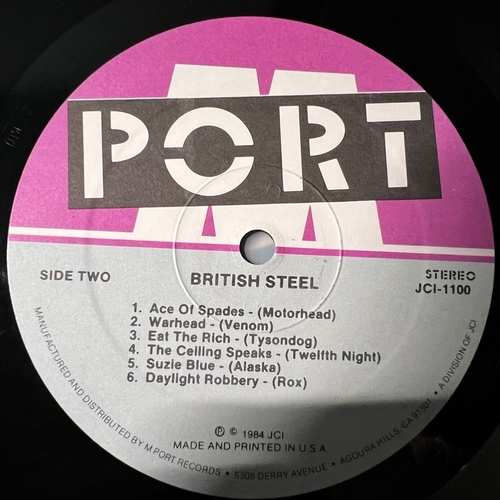 M
PORT
SIDE TWO
BRITISH STEEL
STEREO
JCI-1100
1. Ace Of Spades - (Motorhead)
2. Warhead - (Venom)
3. Eat The Rich - (Tysondog)
4. The Ceiling Speaks - (Twelfth Night)
5. Suzie Blue - (Alaska)
6. Daylight Robbery - (Rox)
Ⓟ © 1984 JCI
MADE AND PRINTED IN U.S.A
MANUFACTURED AND DISTRIBUTED BY M PORT RECORDS • 5308 DERRY AVENUE • AGOURA HILLS, CA 91301 • A DIVISION OF JCI